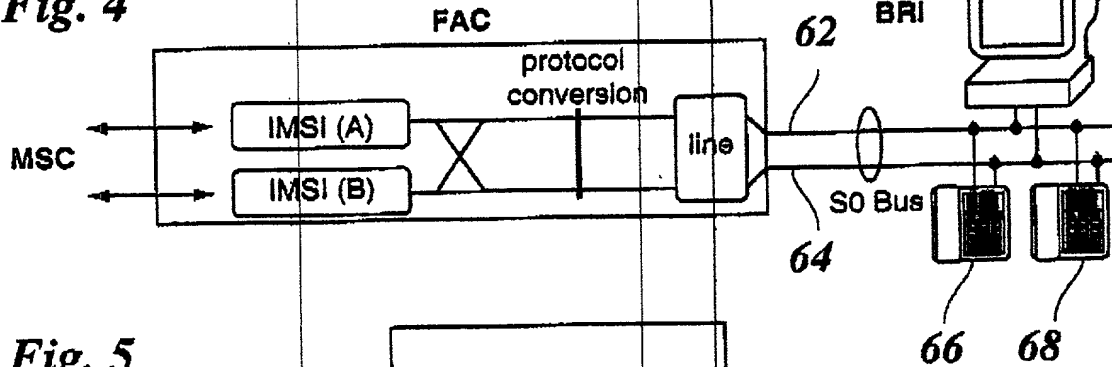 Fig. 4
FAC
BRI
62
protocol
conversion
IMSI (A)
line
MSC
IMSI (B)
S0 Bus
64
66
68
Fig. 5